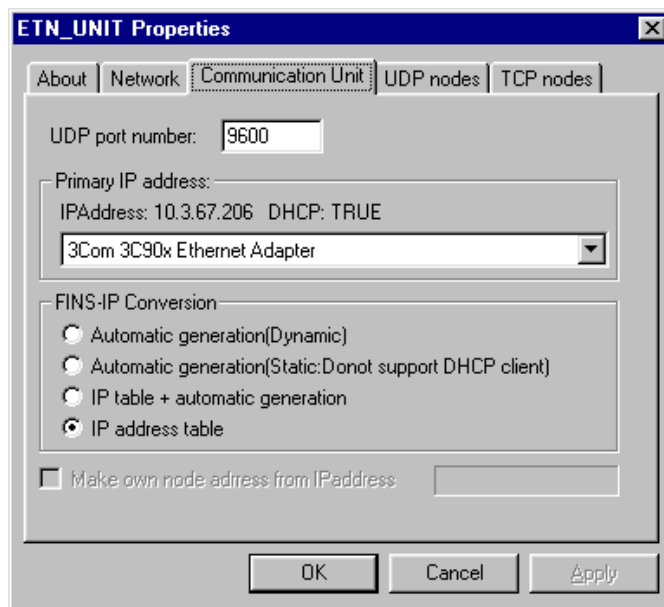 ETN_UNIT Properties
About Network Communication Unit UDP nodes TCP nodes
UDP port number: 9600
Primary IP address:
IPAddress: 10.3.67.206 DHCP: TRUE
3Com 3C90x Ethernet Adapter
FINS-IP Conversion
Automatic generation(Dynamic)
Automatic generation(Static:Donot support DHCP client)
IP table + automatic generation
IP address table
Make own node adrress from IPaddress
OK Cancel Apply